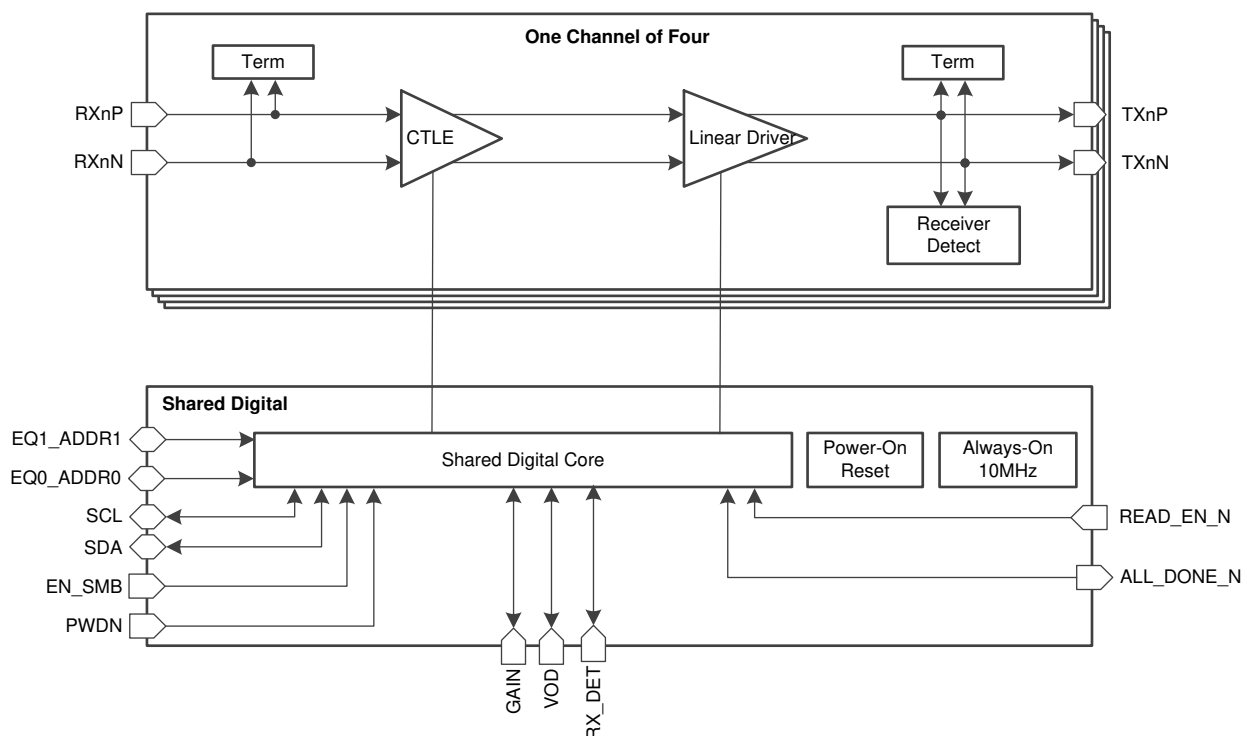 One Channel of Four
Term
Term
RXnP
CTLE
Linear Driver
TXnP
RXnN
TXnN
Receiver
Detect
Shared Digital
EQ1_ADDR1
Shared Digital Core
Power-On
Reset
Always-On
10MHz
EQ0_ADDR0
SCL
READ_EN_N
SDA
EN_SMB
ALL_DONE_N
PWDN
GAIN
VOD
RX_DET